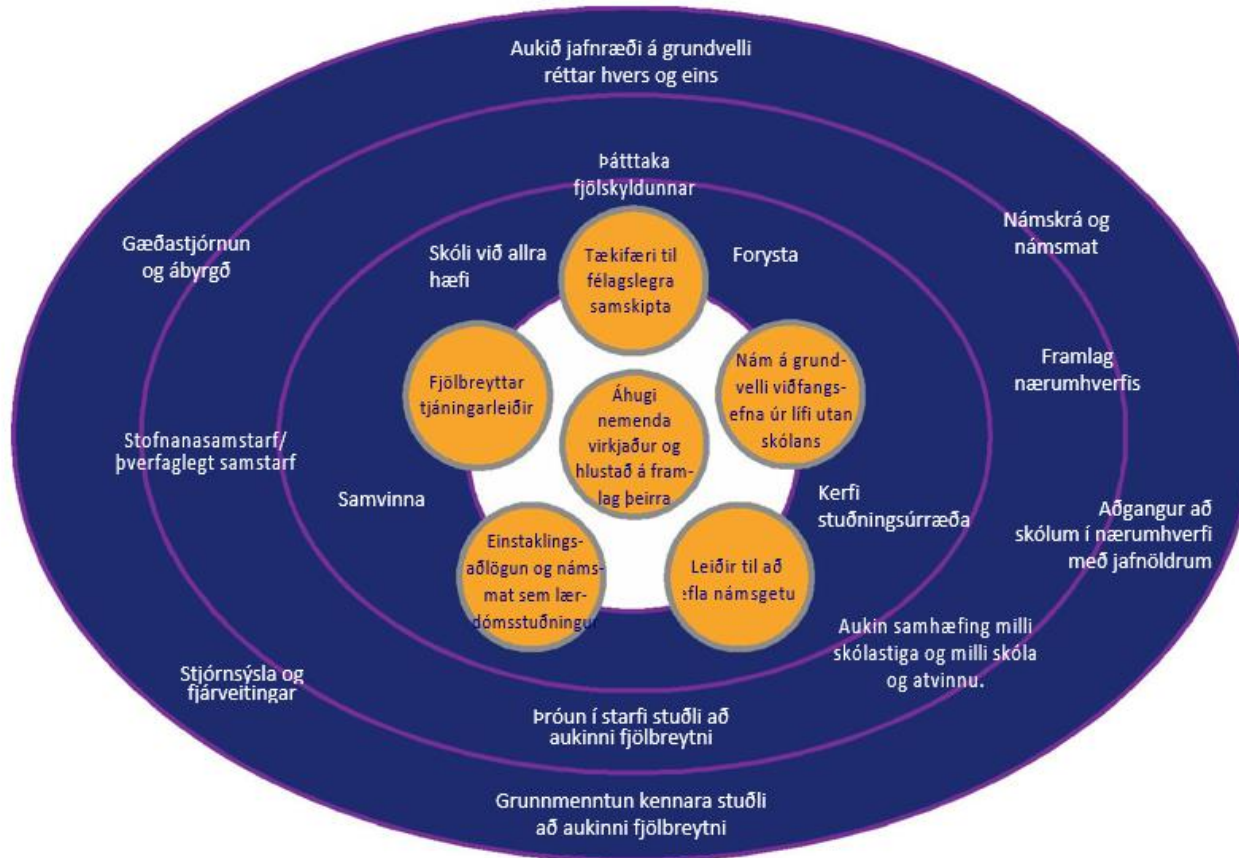 Aukið jafnræði á grundvelli
réttar hvers og eins
Þátttaka
fjölskyldunnar
Gæðastjórnun
og ábyrgð
Skóli við allra
hæfi
Tækifæri til
félagslegra
samskipta
Forysta
Námskrá og
námsmat
Fjölbreyttar
tjáningarleiðir
Áhugi
nemenda
virkjaður og
hlustað á fram-
lag þeirra
Nám á grund-
velli viðfangs-
efna úr lífi utan
skólans
Framlag
nærumhverfis
Stofnanasamstarf/
þverfaglegt samstarf
Samvinna
Kerfi
stuðningsúrræða
Aðgangur að
skólum í nærumhverfi
með jafnöldrum
Einstaklings-
aðlögun og náms-
mat sem lær-
dómsstuðningur
Leiðir til að
efla námsgetu
Aukin samhæfing milli
skólastiga og milli skóla
og atvinnu.
Stjórnsýsla og
fjárveitingar
Þróun í starfi stuðli að
aukinni fjölbreytni
Grunnmenntun kennara stuðli
að aukinni fjölbreytni